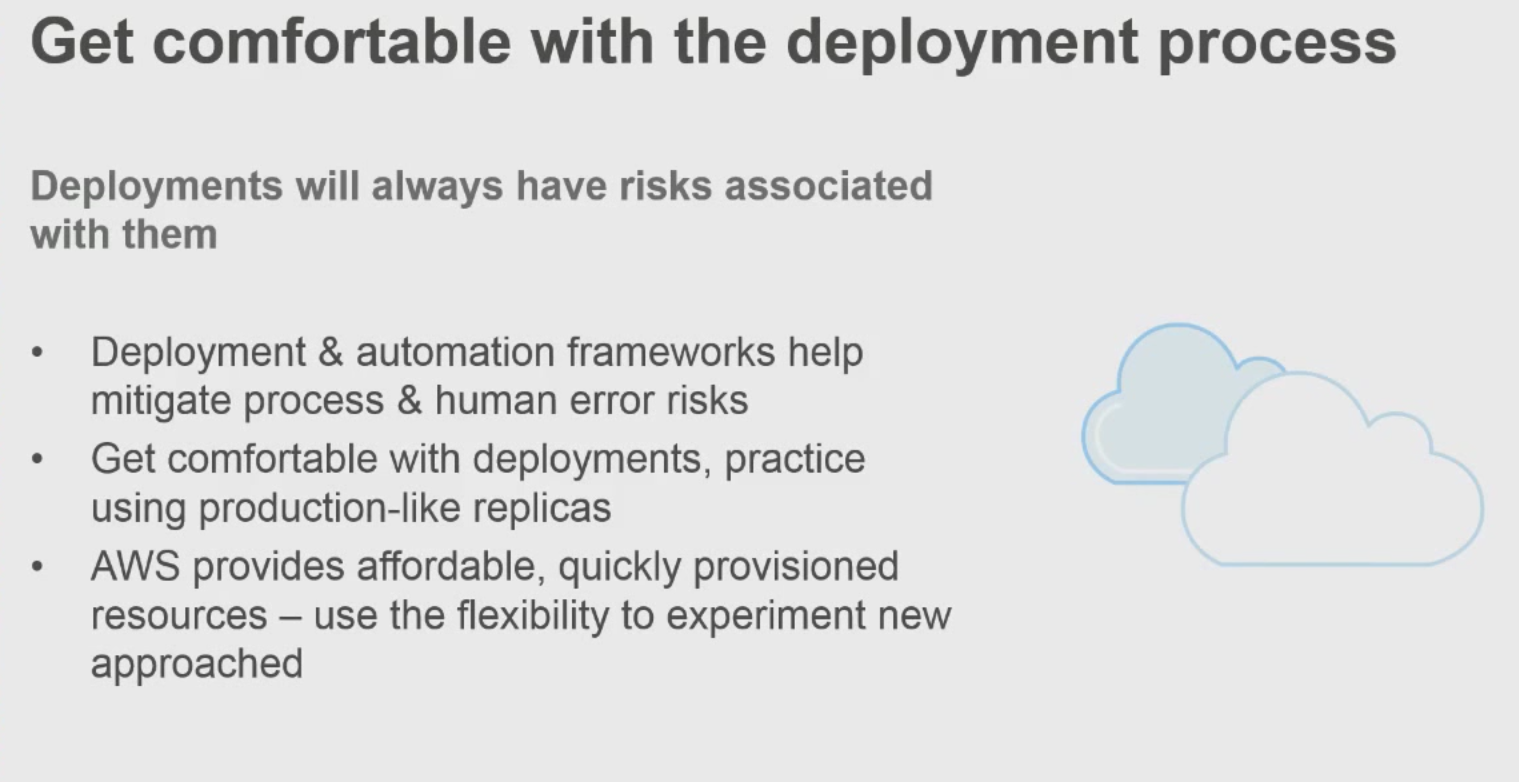 Get comfortable with the deployment process
Deployments will always have risks associated
with them
• Deployment & automation frameworks help
mitigate process & human error risks
• Get comfortable with deployments, practice
using production-like replicas
• AWS provides affordable, quickly provisioned
resources – use the flexibility to experiment new
approached